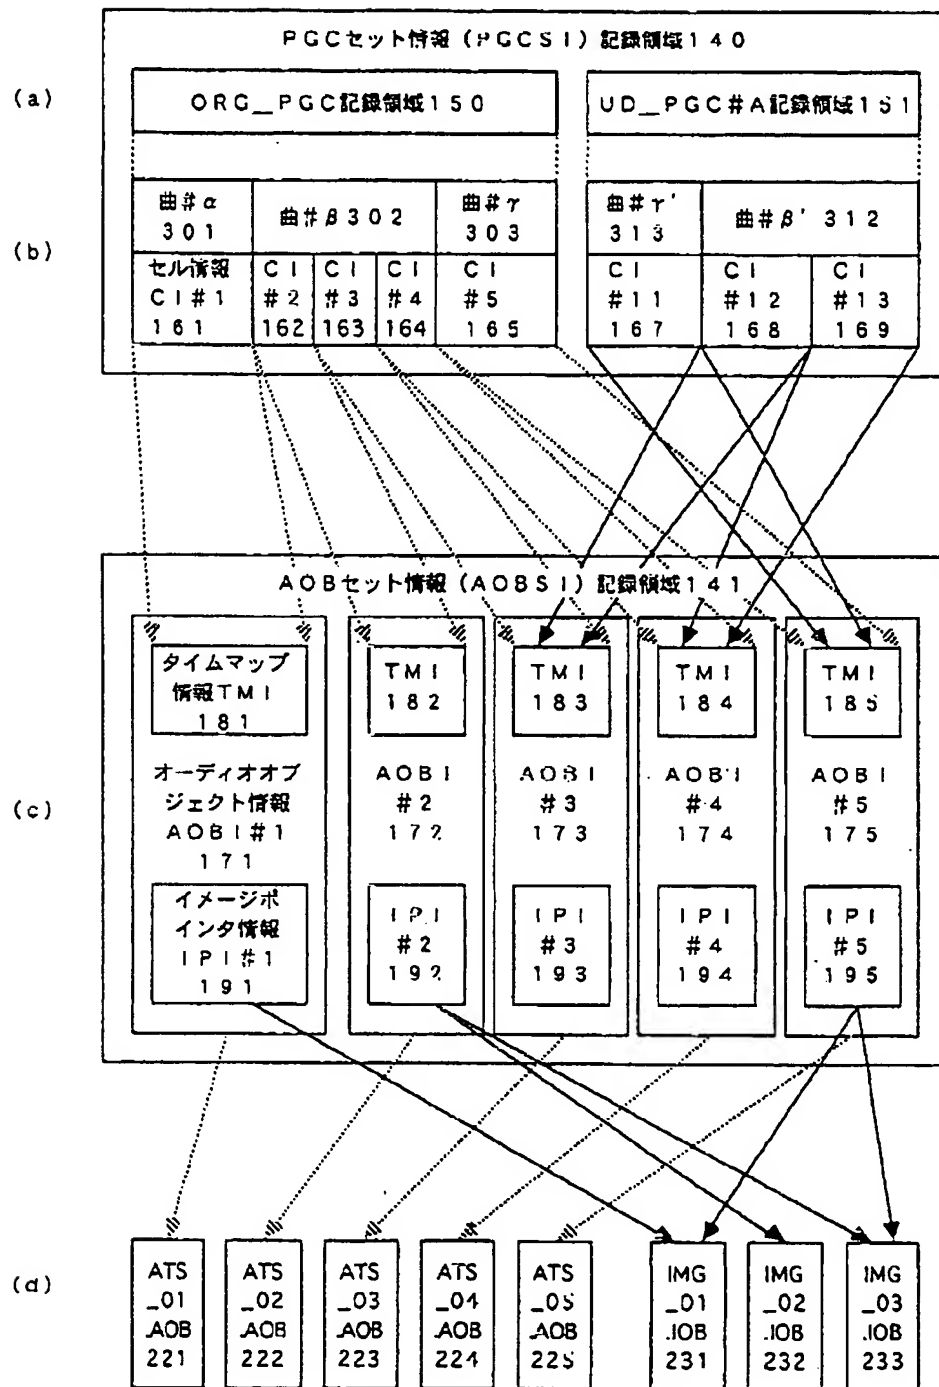 PGCセット情報(PGCSI)記録領域140
(a)
ORG_PGC記録領域150
UD_PGC#A記録領域151
(b)
曲#α
301
曲#β302
曲#γ
303
曲#γ'
313
曲#β'312
セル情報
CI#1
161
CI
#2
162
CI
#3
163
CI
#4
164
CI
#5
165
CI
#11
167
CI
#12
168
CI
#13
169
AOBセット情報(AOBSI)記録領域141
(c)
タイムマップ
情報TMI
181
オーディオオブ
ジェクト情報
AOBI#1
171
イメージポ
インタ情報
IPI#1
191
TMI
182
AOBI
#2
172
IPI
#2
192
TMI
183
AOBI
#3
173
IPI
#3
193
TMI
184
AOBI
#4
174
IPI
#4
194
TMI
185
AOBI
#5
175
IPI
#5
195
(d)
ATS
_01
.AOB
221
ATS
_02
.AOB
222
ATS
_03
.AOB
223
ATS
_04
.AOB
224
ATS
_05
.AOB
225
IMG
_01
.IOB
231
IMG
_02
.IOB
232
IMG
_03
.IOB
233